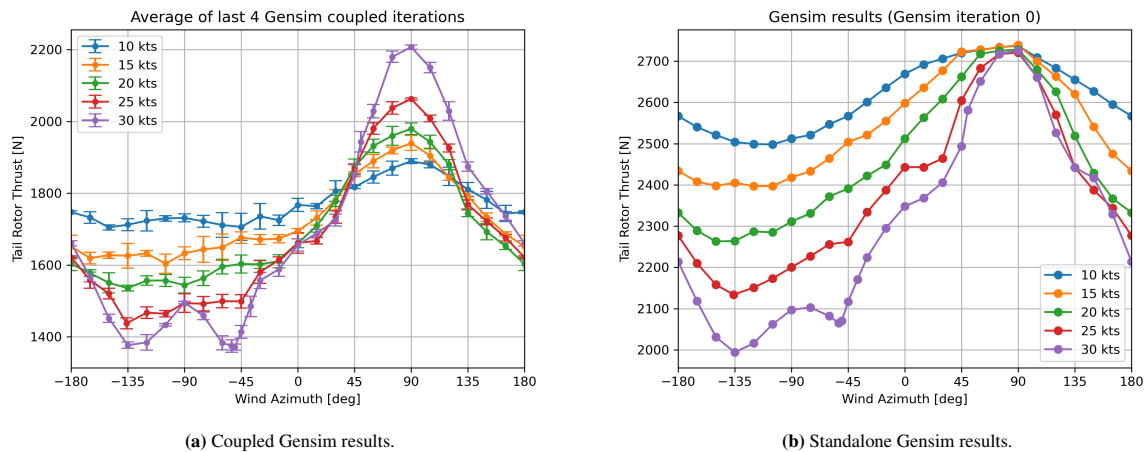 Average of last 4 Gensim coupled iterations
Tail Rotor Thrust [N]
2200
2000
1800
1600
1400
10 kts
15 kts
20 kts
25 kts
30 kts
−180 −135 −90 −45 0 45 90 135 180
Wind Azimuth [deg]
(a) Coupled Gensim results.
Gensim results (Gensim iteration 0)
Tail Rotor Thrust [N]
2700
2600
2500
2400
2300
2200
2100
2000
10 kts
15 kts
20 kts
25 kts
30 kts
−180 −135 −90 −45 0 45 90 135 180
Wind Azimuth [deg]
(b) Standalone Gensim results.